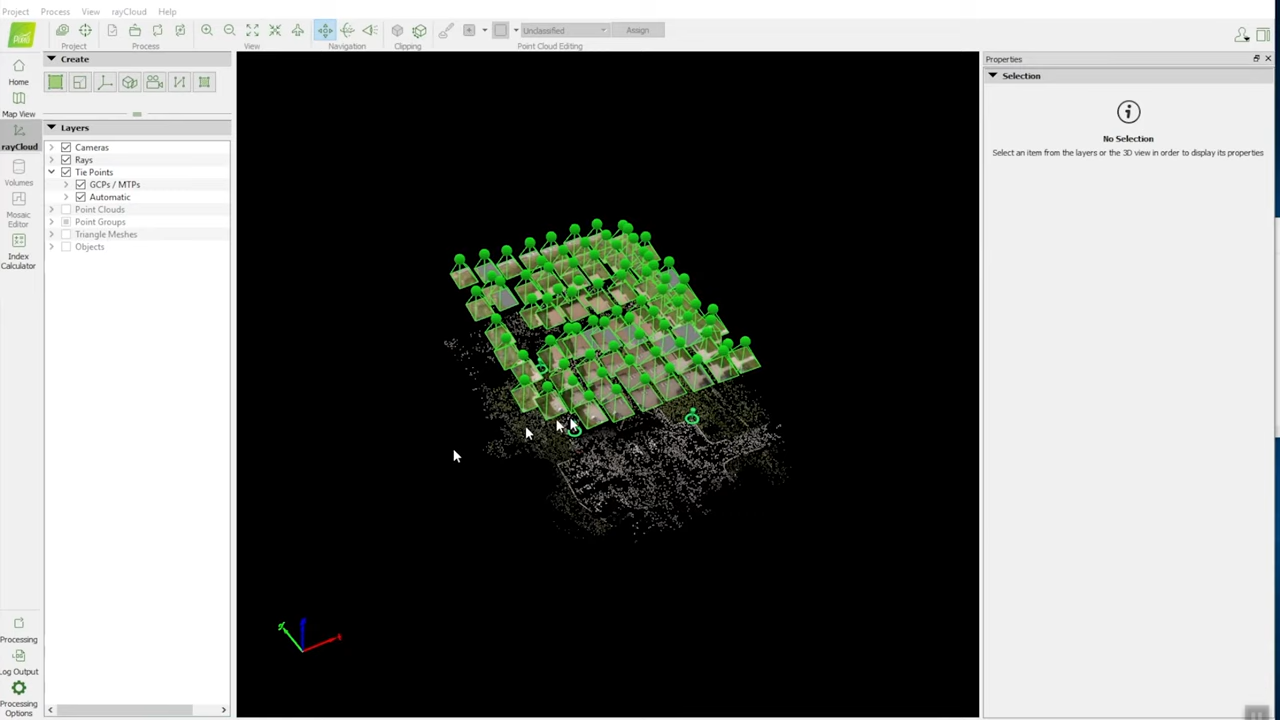 Project Process View rayCloud Help
Unclassified Assign
Project Process View Navigation Clipping Point Cloud Editing
Create
Properties
Selection
No Selection
Select an item from the layers or the 3D view in order to display its properties
Home
Map View
rayCloud
Volumes
Mosaic
Editor
Index
Calculator
Layers
Cameras
Rays
Tie Points
GCPs / MTPs
Automatic
Point Clouds
Point Groups
Triangle Meshes
Objects
Processing
Log Output
Processing
Options